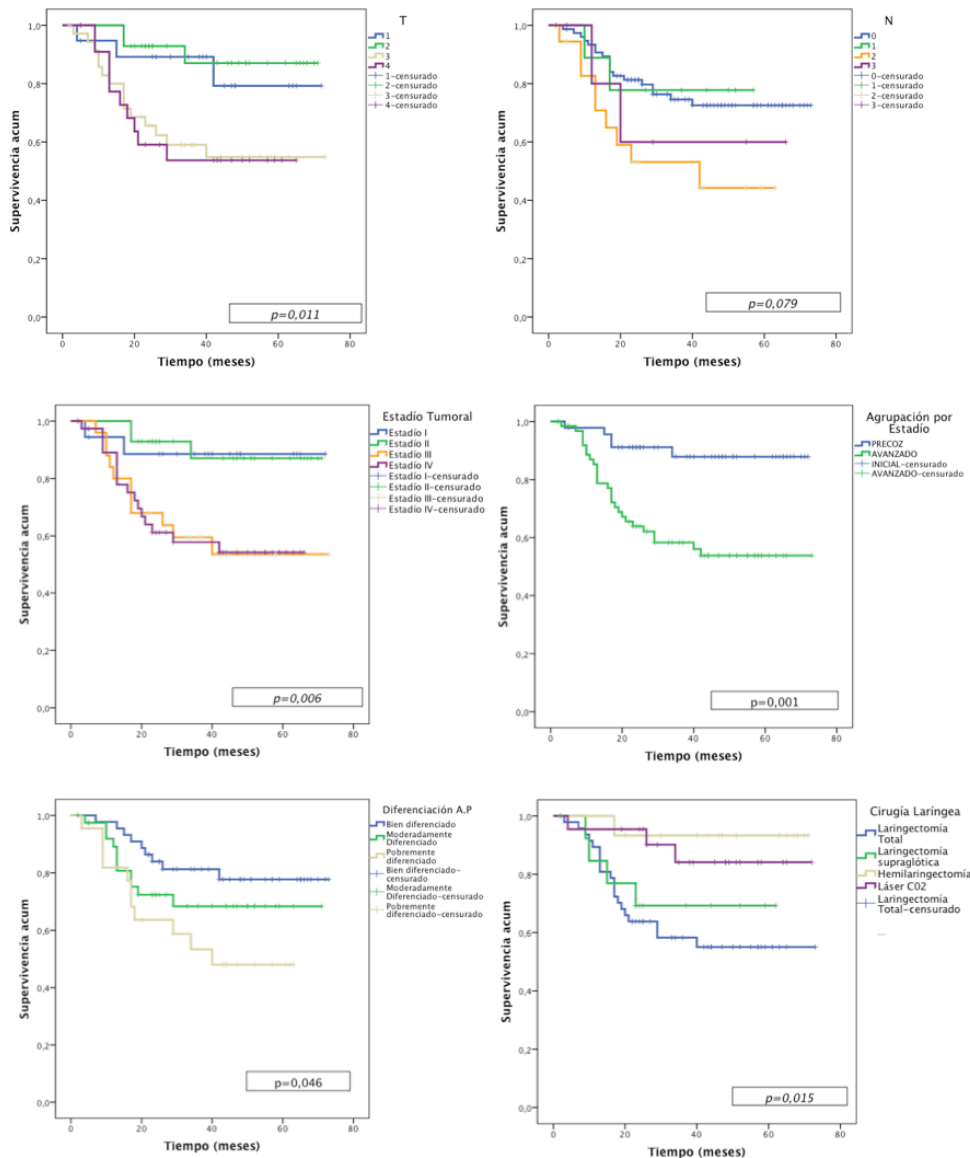 T
1
2
3
4
1-censurado
2-censurado
3-censurado
4-censurado
Supervivencia acum
1,0
0,8
0,6
0,4
0,2
0,0
p=0,011
0
20
40
60
80
Tiempo (meses)
N
0
1
2
3
0-censurado
1-censurado
2-censurado
3-censurado
Supervivencia acum
1,0
0,8
0,6
0,4
0,2
0,0
p=0,079
0
20
40
60
80
Tiempo (meses)
Estadío Tumoral
Estadío I
Estadío II
Estadío III
Estadío IV
Estadío I-censurado
Estadío II-censurado
Estadío III-censurado
Estadío IV-censurado
Supervivencia acum
1,0
0,8
0,6
0,4
0,2
0,0
p=0,006
0
20
40
60
80
Tiempo (meses)
Agrupación por
Estadío
PRECOZ
AVANZADO
INICIAL-censurado
AVANZADO-censurado
Supervivencia acum
1,0
0,8
0,6
0,4
0,2
0,0
p=0,001
0
20
40
60
80
Tiempo (meses)
Diferenciación A.P
Bien diferenciado
Moderadamente
Diferenciado
Pobremente
diferenciado
Bien diferenciado-
censurado
Moderadamente
Diferenciado-censurado
Pobremente
diferenciado-censurado
Supervivencia acum
1,0
0,8
0,6
0,4
0,2
0,0
p=0,046
0
20
40
60
80
Tiempo (meses)
Cirugía Laríngea
Laringectomía
Total
Laringectomía
supraglótica
Hemilaringectomía
Láser C02
Laringectomía
Total-censurado
...
Supervivencia acum
1,0
0,8
0,6
0,4
0,2
0,0
p=0,015
0
20
40
60
80
Tiempo (meses)